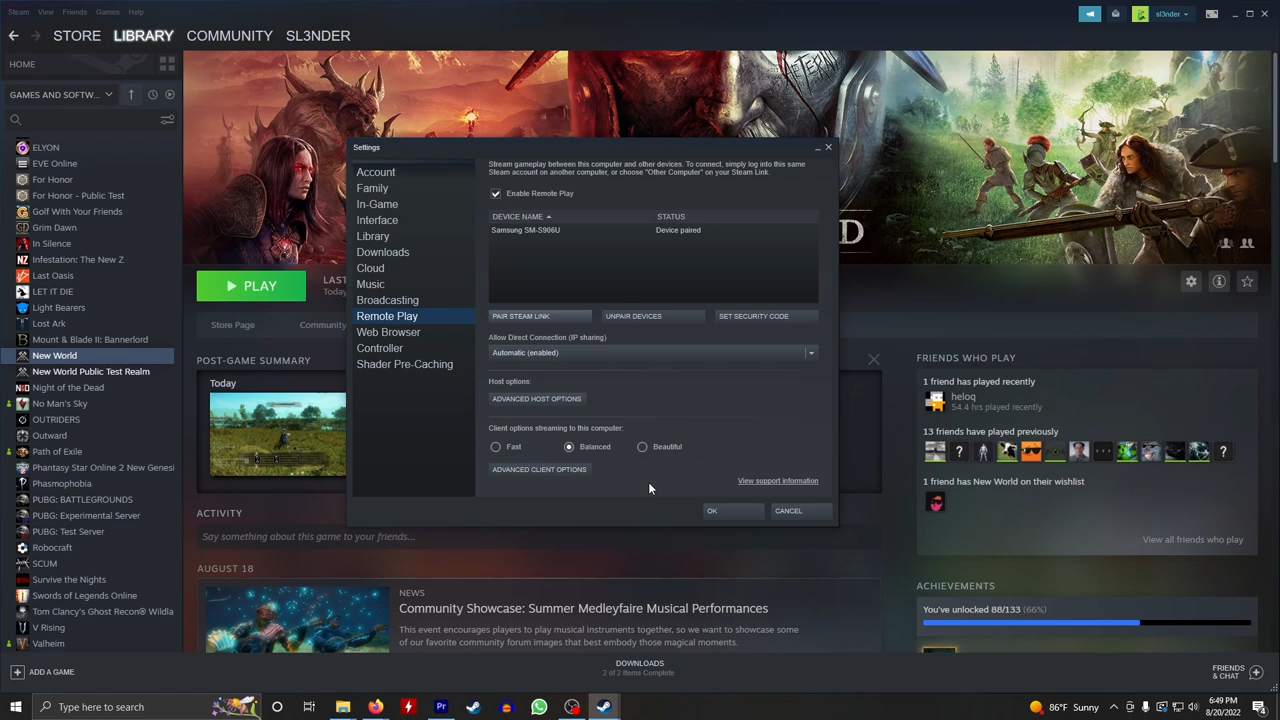 Steam View Friends Games Help
sl3nder
STORE LIBRARY COMMUNITY SL3NDER
HOME
GAMES AND SOFTW...
ELYON
EVE Online
For Honor
For Honor - Public Test
Golf With Your Friends
Grim Dawn
In Silence
Infestation: The New Z
Last Oasis
LET IT DIE
Light Bearers
Lost Ark
Mount & Blade II: Bannerlord
New World
New World Public Test Realm
Night of the Dead
No Man's Sky
OUTRIDERS
Outward
Path of Exile
Phantasy Star Online 2 New Genesi
Phasmophobia
PUBG: BATTLEGROUNDS
PUBG: Experimental Server
PUBG: Test Server
Robocraft
SCUM
Survive the Nights
Swords of Legends Online
Tom Clancy's Ghost Recon® Wildla
V Rising
Valheim
ADD A GAME
PLAY
LAST
Today
Store Page
Community
POST-GAME SUMMARY
Today
ACTIVITY
Say something about this game to your friends...
AUGUST 18
NEWS
Community Showcase: Summer Medleyfaire Musical Performances
This event encourages players to play musical instruments together, so we want to showcase some
of our favorite community forum images that best embody those magical moments.
Settings
Account
Family
In-Game
Interface
Library
Downloads
Cloud
Music
Broadcasting
Remote Play
Web Browser
Controller
Shader Pre-Caching
Stream gameplay between this computer and other devices. To connect, simply log into this same
Steam account on another computer, or choose "Other Computer" on your Steam Link.
Enable Remote Play
DEVICE NAME STATUS
Samsung SM-S906U Device paired
PAIR STEAM LINK UNPAIR DEVICES SET SECURITY CODE
Allow Direct Connection (IP sharing)
Automatic (enabled)
Host options:
ADVANCED HOST OPTIONS
Client options streaming to this computer:
Fast Balanced Beautiful
ADVANCED CLIENT OPTIONS
View support information
OK CANCEL
D
FRIENDS WHO PLAY
1 friend has played recently
heloq
54.4 hrs played recently
13 friends have played previously
1 friend has New World on their wishlist
View all friends who play
ACHIEVEMENTS
You've unlocked 88/133 (66%)
DOWNLOADS
2 of 2 Items Complete
FRIENDS
& CHAT
Type here to search
Pr
86°F Sunny
6:49 PM
8/20/2022